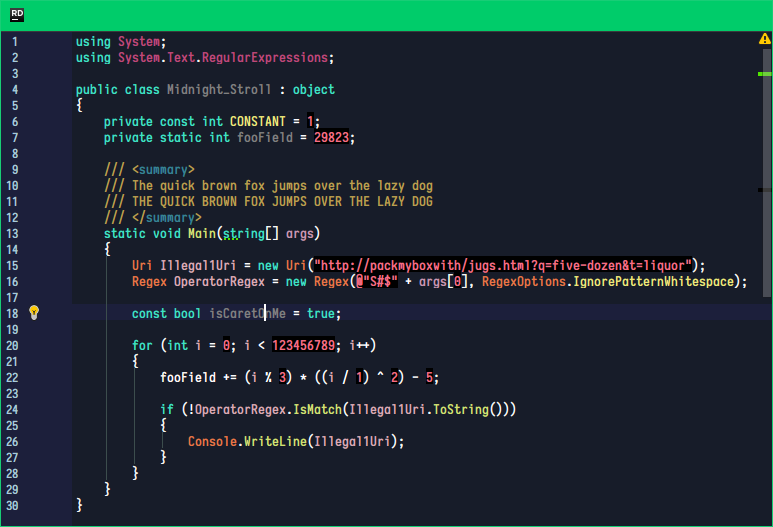 RD
1 using System;
2 using System.Text.RegularExpressions;
3
4 public class Midnight_Stroll : object
5 {
6     private const int CONSTANT = 1;
7     private static int fooField = 29823;
8
9     /// <summary>
10     /// The quick brown fox jumps over the lazy dog
11     /// THE QUICK BROWN FOX JUMPS OVER THE LAZY DOG
12     /// </summary>
13     static void Main(string[] args)
14     {
15         Uri Illegal1Uri = new Uri("http://packmyboxwith/jugs.html?q=five-dozen&t=liquor");
16         Regex OperatorRegex = new Regex(@"S#$" + args[0], RegexOptions.IgnorePatternWhitespace);
17
18         const bool isCaretOnMe = true;
19
20         for (int i = 0; i < 123456789; i++)
21         {
22             fooField += (i % 3) * ((i / 1) ^ 2) - 5;
23
24             if (!OperatorRegex.IsMatch(Illegal1Uri.ToString()))
25             {
26                 Console.WriteLine(Illegal1Uri);
27             }
28         }
29     }
30 }